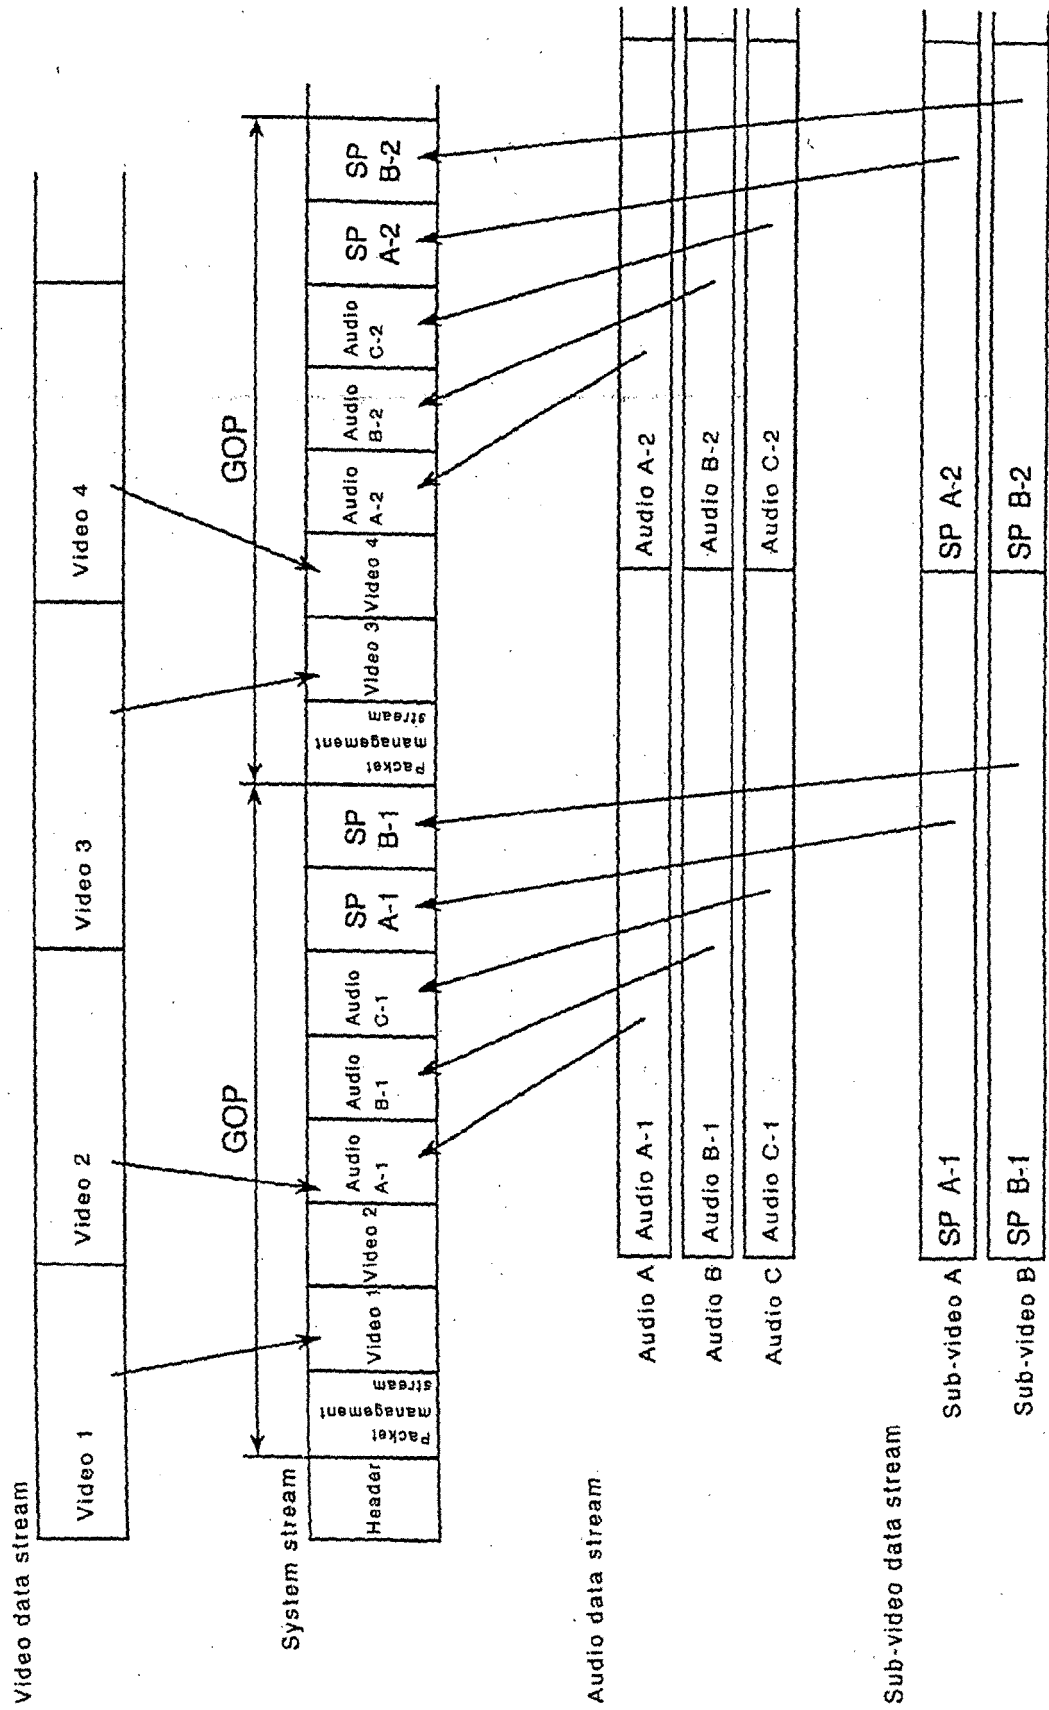 Video data stream
Video 1
Video 2
Video 3
Video 4
GOP
GOP
System stream
Header
Packet
management
stream
Video 1
Video 2
Audio
A-1
Audio
B-1
Audio
C-1
SP
A-1
SP
B-1
Packet
management
stream
Video 3
Video 4
Audio
A-2
Audio
B-2
Audio
C-2
SP
A-2
SP
B-2
Audio data stream
Audio A
Audio A-1
Audio A-2
Audio B
Audio B-1
Audio B-2
Audio C
Audio C-1
Audio C-2
Sub-video data stream
Sub-video A
SP A-1
SP A-2
Sub-video B
SP B-1
SP B-2